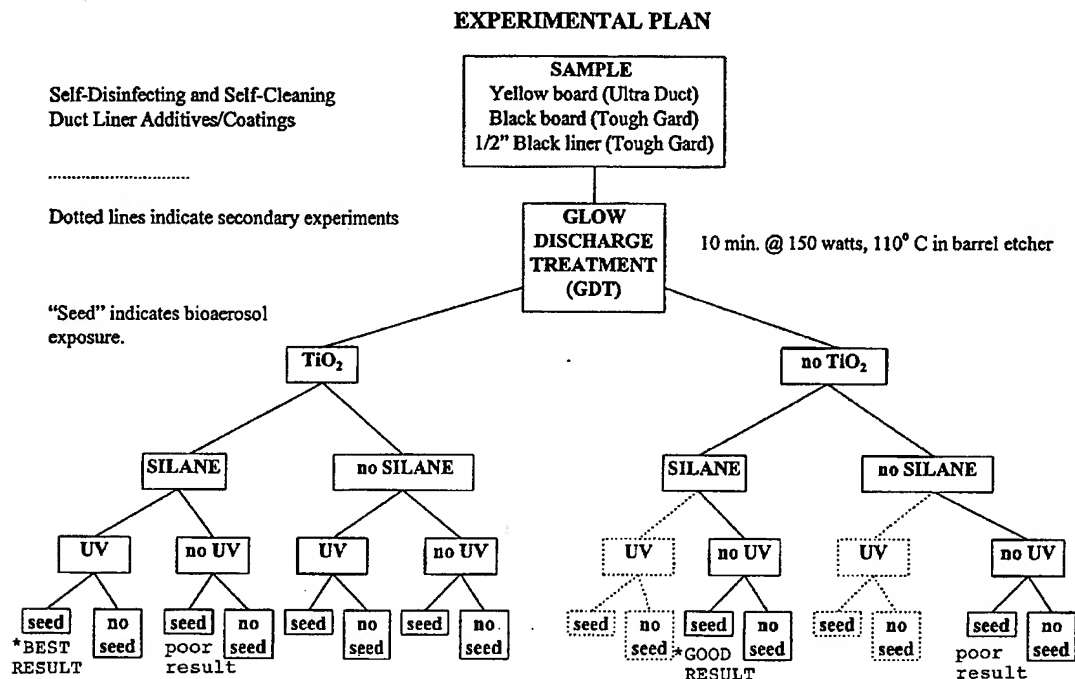 EXPERIMENTAL PLAN
SAMPLE
Yellow board (Ultra Duct)
Black board (Tough Gard)
1/2” Black liner (Tough Gard)
Self-Disinfecting and Self-Cleaning
Duct Liner Additives/Coatings
Dotted lines indicate secondary experiments
GLOW
DISCHARGE
TREATMENT
(GDT)
10 min. @ 150 watts, 110⁰ C in barrel etcher
“Seed” indicates bioaerosol
exposure.
TiO₂
no TiO₂
SILANE
no SILANE
SILANE
no SILANE
UV
no UV
UV
no UV
UV
no UV
UV
no UV
seed
no
seed
seed
no
seed
seed
no
seed
seed
no
seed
seed
no
seed
seed
no
seed
seed
no
seed
seed
no
seed
*BEST
RESULT
poor
result
*GOOD
RESULT
poor
result